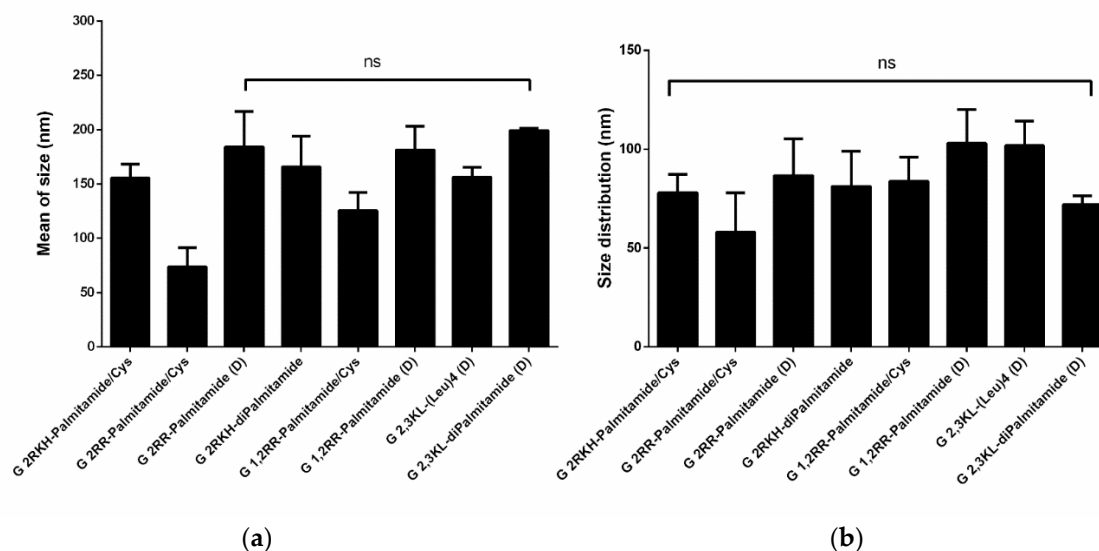 ns
Mean of size (nm)
300
250
200
150
100
50
0
G 2RKH-Palmitamide/Cys
G 2RR-Palmitamide/Cys
G 2RR-Palmitamide (D)
G 2RKH-diPalmitamide
G 1,2RR-Palmitamide/Cys
G 1,2RR-Palmitamide (D)
G 2,3KL-(Leu)4 (D)
G 2,3KL-diPalmitamide (D)
(a)
ns
Size distribution (nm)
150
100
50
0
G 2RKH-Palmitamide/Cys
G 2RR-Palmitamide/Cys
G 2RR-Palmitamide (D)
G 2RKH-diPalmitamide
G 1,2RR-Palmitamide/Cys
G 1,2RR-Palmitamide (D)
G 2,3KL-(Leu)4 (D)
G 2,3KL-diPalmitamide (D)
(b)